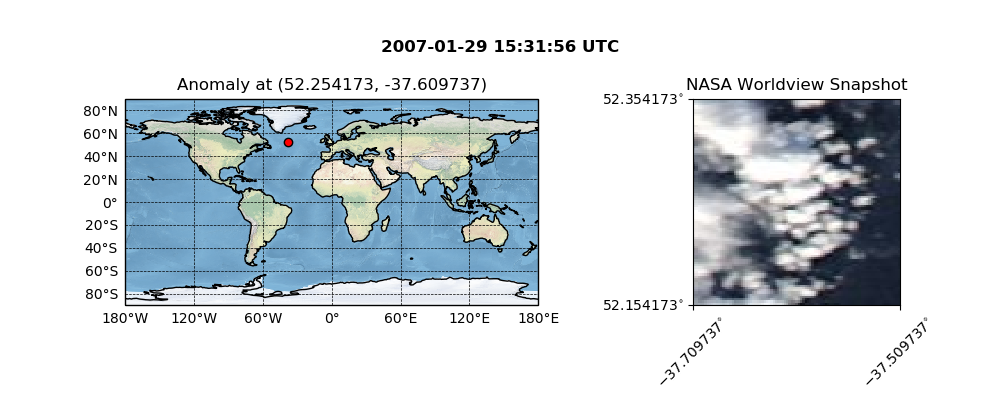 2007-01-29 15:31:56 UTC
Anomaly at (52.254173, -37.609737)
NASA Worldview Snapshot
80°N
60°N
40°N
20°N
0°
20°S
40°S
60°S
80°S
180°W 120°W 60°W 0° 60°E 120°E 180°E
52.354173°
52.154173°
−37.709737°
−37.509737°